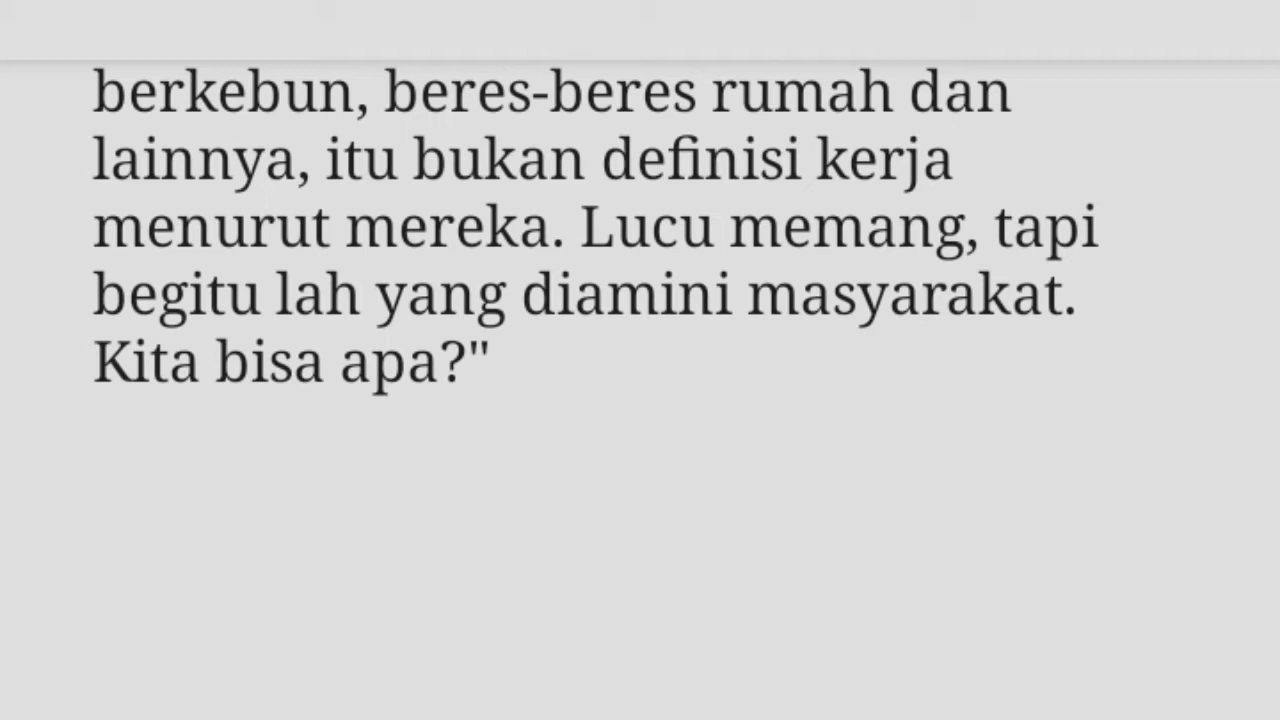 berkebun, beres-beres rumah dan
lainnya, itu bukan definisi kerja
menurut mereka. Lucu memang, tapi
begitu lah yang diamini masyarakat.
Kita bisa apa?"